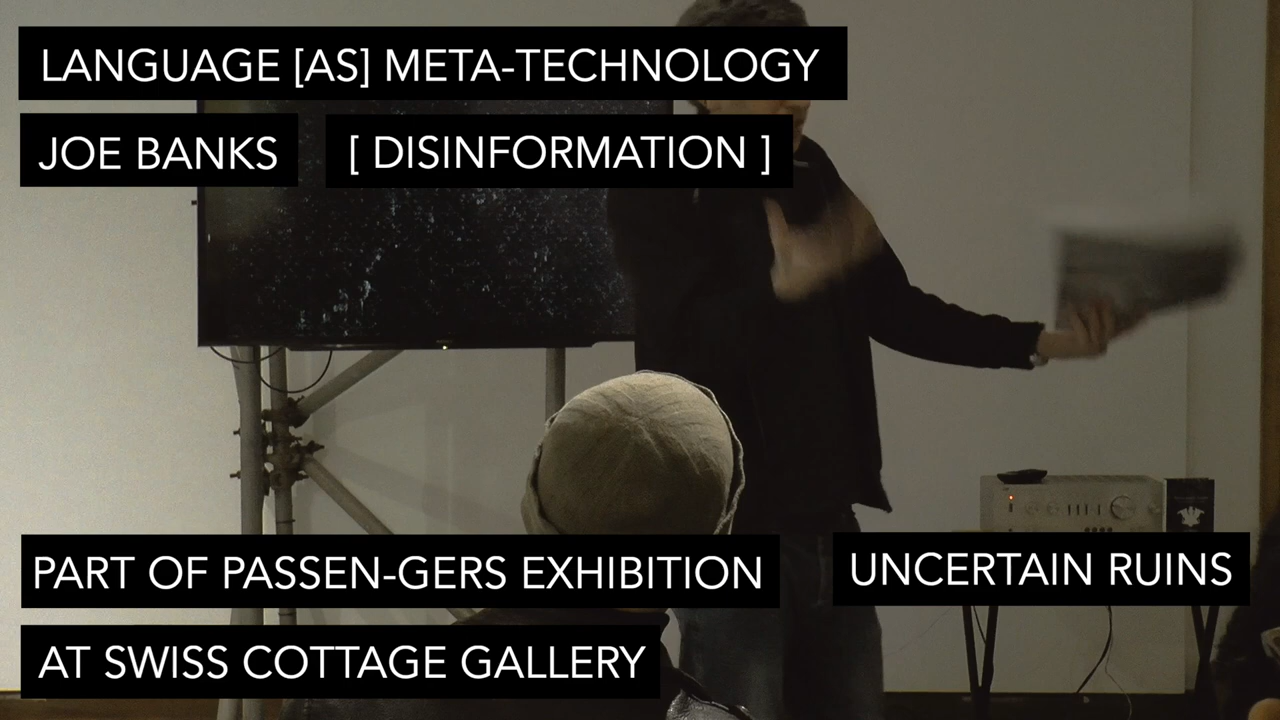 LANGUAGE [AS] META-TECHNOLOGY
JOE BANKS [ DISINFORMATION ]
PART OF PASSEN-GERS EXHIBITION
UNCERTAIN RUINS
AT SWISS COTTAGE GALLERY